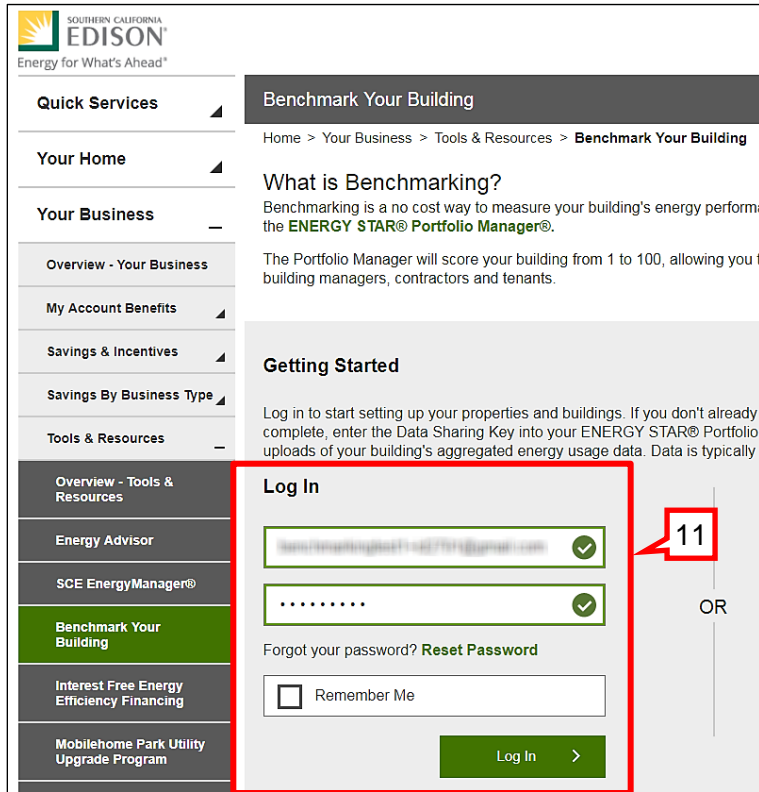 SOUTHERN CALIFORNIA
EDISON®
Energy for What's Ahead®
Quick Services
Your Home
Your Business
Overview - Your Business
My Account Benefits
Savings & Incentives
Savings By Business Type
Tools & Resources
Overview - Tools &
Resources
Energy Advisor
SCE EnergyManager®
Benchmark Your
Building
Interest Free Energy
Efficiency Financing
Mobilehome Park Utility
Upgrade Program
Benchmark Your Building
Home > Your Business > Tools & Resources > Benchmark Your Building
What is Benchmarking?
Benchmarking is a no cost way to measure your building's energy performa
the ENERGY STAR® Portfolio Manager®.
The Portfolio Manager will score your building from 1 to 100, allowing you t
building managers, contractors and tenants.
Getting Started
Log in to start setting up your properties and buildings. If you don't already
complete, enter the Data Sharing Key into your ENERGY STAR® Portfolio
uploads of your building's aggregated energy usage data. Data is typically
Log In
•••••••••
Forgot your password? Reset Password
Remember Me
Log In >
11
OR